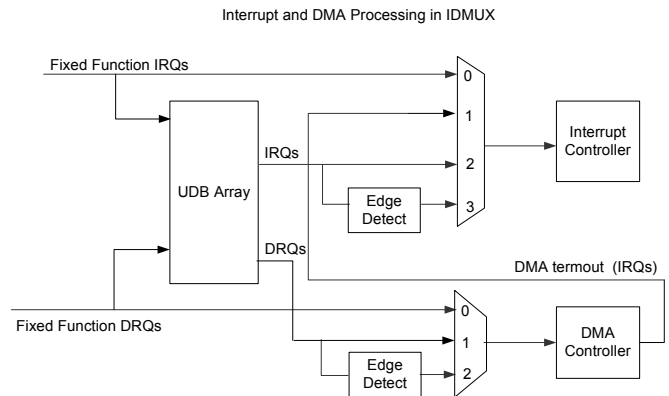 Interrupt and DMA Processing in IDMUX
Fixed Function IRQs
0
1
2
3
Interrupt
Controller
IRQs
UDB Array
Edge
Detect
DRQs
DMA termout (IRQs)
Fixed Function DRQs
0
1
2
DMA
Controller
Edge
Detect